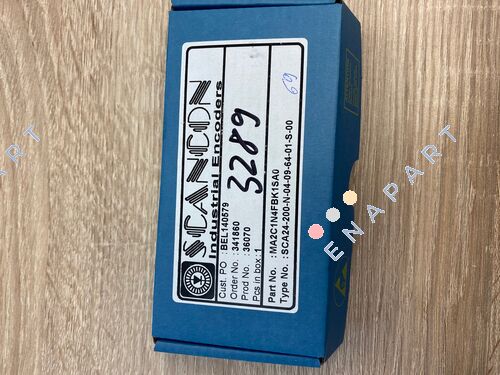 SCANCON
Industrial Encoders
Cust. PO : BEL140579
Order No. : 341860
Prod No. : 36070
Pcs in box : 1
3289
69
Part No. : MA2C1N4FBK1SA0
Type No. : SCA24-200-N-04-09-64-01-S-00
ENAPART